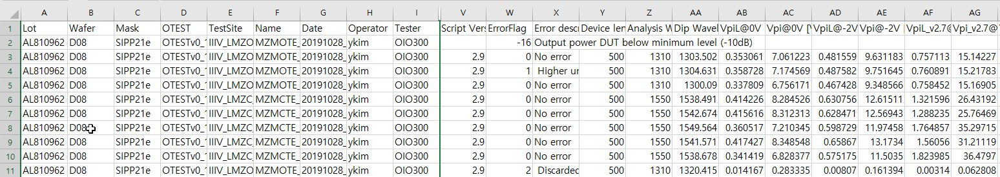 A B C D E F G H I V W X Y Z AA AB AC AD AE AF AG
1 Lot Wafer Mask OTEST TestSite Name Date Operator Tester Script Vers ErrorFlag Error descr Device len Analysis W Dip Wavel VpiL@0V Vpi@0V [V VpiL@-2V Vpi@-2V VpiL_v2.7@ Vpi_v2.7@
2 AL810962 D08 SIPP21e OTESTv0_1 IIIV_LMZO MZMOTE_ 20191028_ ykim OIO300 -16 Output power DUT below minimum level (-10dB)
3 AL810962 D08 SIPP21e OTESTv0_1 IIIV_LMZO MZMOTE_ 20191028_ ykim OIO300 2.9 0 No error 500 1310 1303.502 0.353061 7.061223 0.481559 9.631183 0.757113 15.14227
4 AL810962 D08 SIPP21e OTESTv0_1 IIIV_LMZO MZMOTE_ 20191028_ ykim OIO300 2.9 1 Higher ur 500 1310 1304.631 0.358728 7.174569 0.487582 9.751645 0.760891 15.21783
5 AL810962 D08 SIPP21e OTESTv0_1 IIIV_LMZO MZMOTE_ 20191028_ ykim OIO300 2.9 0 No error 500 1310 1300.09 0.337809 6.756171 0.467428 9.348566 0.758452 15.16905
6 AL810962 D08 SIPP21e OTESTv0_1 IIIV_LMZC_ MZMCTE_ 20191028_ ykim OIO300 2.9 0 No error 500 1550 1538.491 0.414226 8.284526 0.630756 12.61511 1.321596 26.43192
7 AL810962 D08 SIPP21e OTESTv0_1 IIIV_LMZC_ MZMCTE_ 20191028_ ykim OIO300 2.9 0 No error 500 1550 1542.674 0.415616 8.312313 0.628471 12.56943 1.288235 25.76469
8 AL810962 D08 SIPP21e OTESTv0_1 IIIV_LMZC_ MZMCTE_ 20191028_ ykim OIO300 2.9 0 No error 500 1550 1549.564 0.360517 7.210345 0.598729 11.97458 1.764857 35.29715
9 AL810962 D08 SIPP21e OTESTv0_1 IIIV_LMZC_ MZMCTE_ 20191028_ ykim OIO300 2.9 0 No error 500 1550 1541.571 0.417427 8.348548 0.65867 13.1734 1.56056 31.21119
10 AL810962 D08 SIPP21e OTESTv0_1 IIIV_LMZC_ MZMCTE_ 20191028_ ykim OIO300 2.9 0 No error 500 1550 1538.678 0.341419 6.828377 0.575175 11.5035 1.823985 36.4797
11 AL810962 D08 SIPP21e OTESTv0_1 IIIV_LMZO MZMOTE_ 20191028_ ykim OIO300 2.9 2 Discarded 500 1310 1320.415 0.014167 0.283335 0.00807 0.161394 0.00314 0.062808